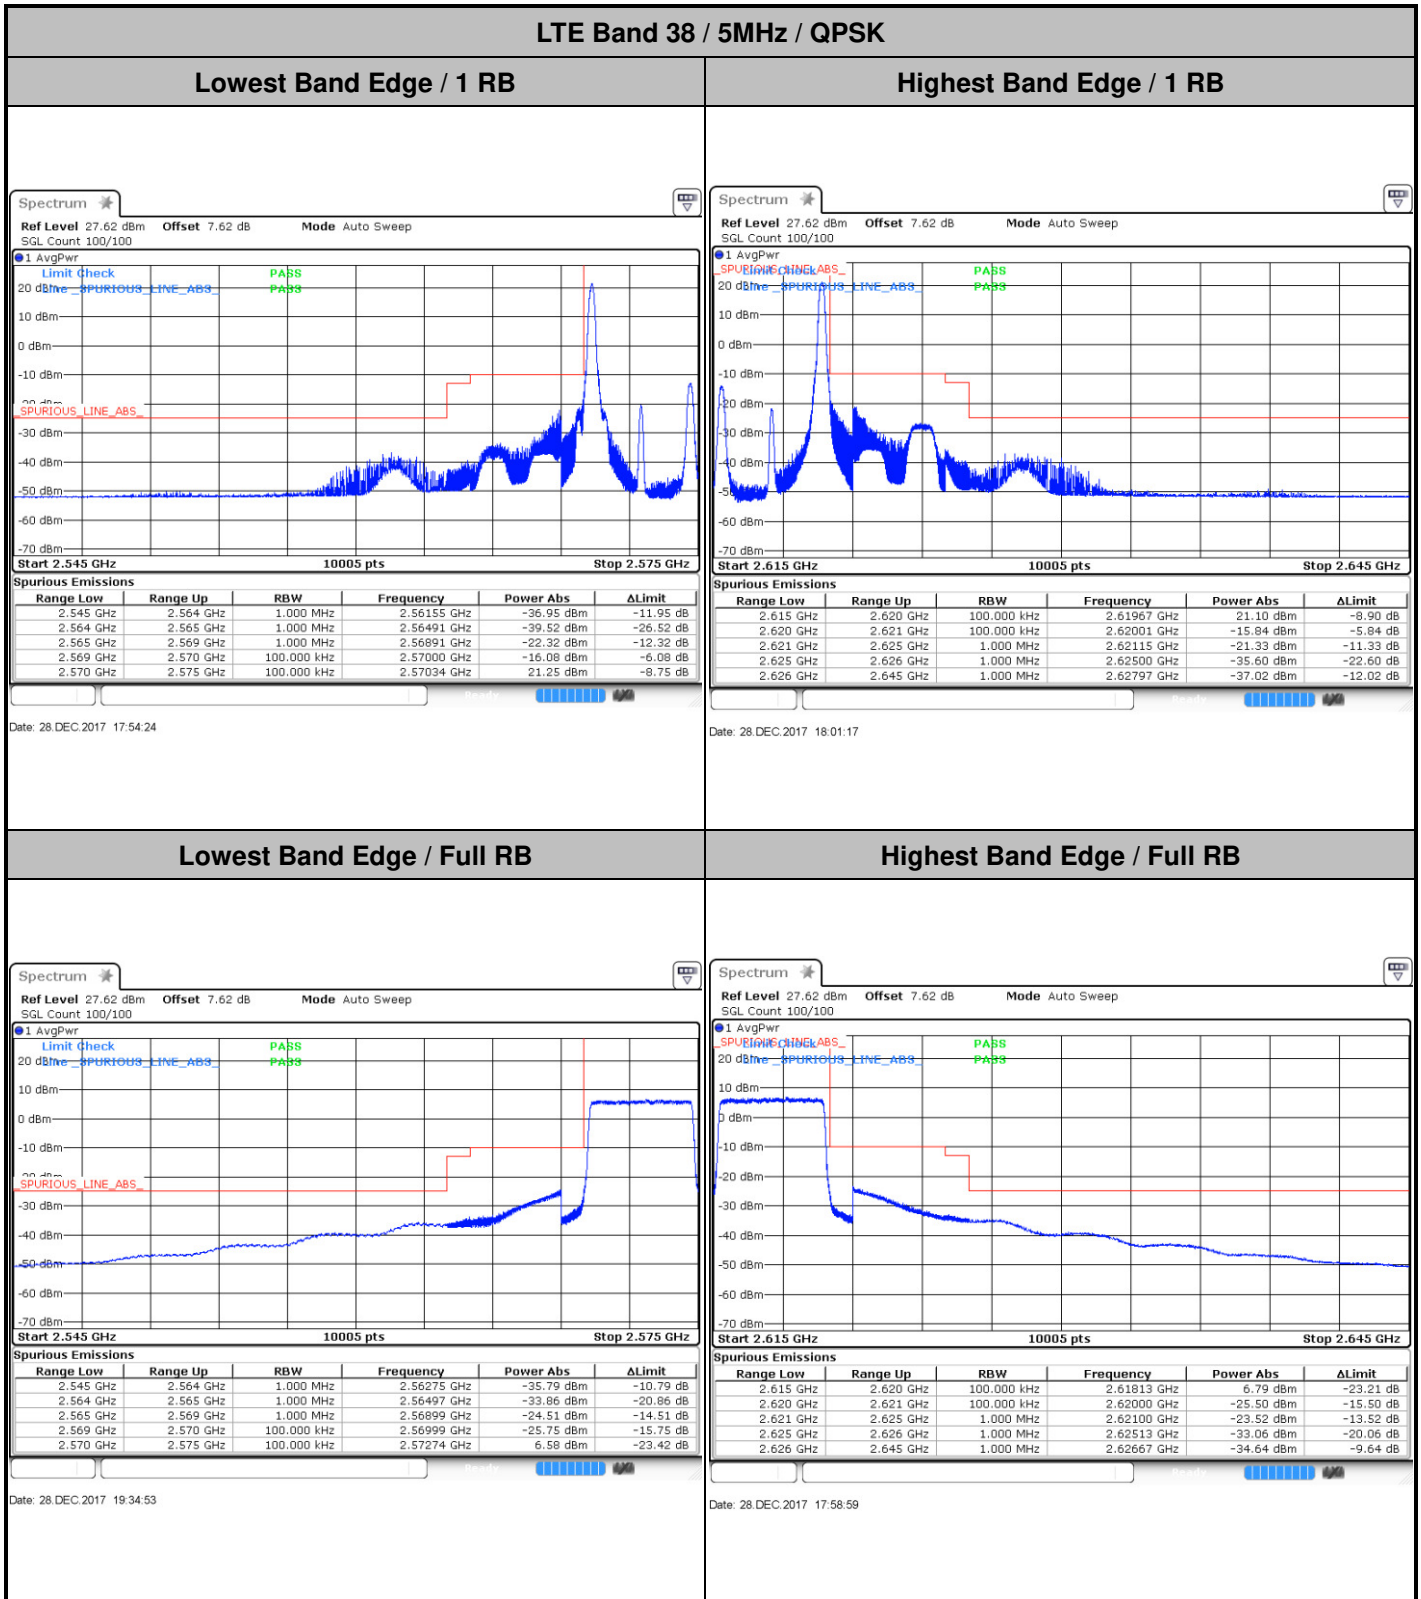 LTE Band 38 / 5MHz / QPSK
Lowest Band Edge / 1 RB
Highest Band Edge / 1 RB
Spectrum
Ref Level 27.62 dBm Offset 7.62 dB Mode Auto Sweep
SGL Count 100/100
1 AvgPwr
Limit Check PASS
Line _SPURIOUS_LINE_ABS_ PASS
20 dBm
10 dBm
0 dBm
-10 dBm
-20 dBm
_SPURIOUS_LINE_ABS_
-30 dBm
-40 dBm
-50 dBm
-60 dBm
-70 dBm
Start 2.545 GHz 10005 pts Stop 2.575 GHz
Spurious Emissions
Range Low Range Up RBW Frequency Power Abs ΔLimit
2.545 GHz 2.564 GHz 1.000 MHz 2.56155 GHz -36.95 dBm -11.95 dB
2.564 GHz 2.565 GHz 1.000 MHz 2.56491 GHz -39.52 dBm -26.52 dB
2.565 GHz 2.569 GHz 1.000 MHz 2.56891 GHz -22.32 dBm -12.32 dB
2.569 GHz 2.570 GHz 100.000 kHz 2.57000 GHz -16.08 dBm -6.08 dB
2.570 GHz 2.575 GHz 100.000 kHz 2.57034 GHz 21.25 dBm -8.75 dB
Ready
Date: 28.DEC.2017 17:54:24
Spectrum
Ref Level 27.62 dBm Offset 7.62 dB Mode Auto Sweep
SGL Count 100/100
1 AvgPwr
_SPURIOUS_LINE_ABS_
Limit Check PASS
Line _SPURIOUS_LINE_ABS_ PASS
20 dBm
10 dBm
0 dBm
-10 dBm
-20 dBm
-30 dBm
-40 dBm
-60 dBm
-70 dBm
Start 2.615 GHz 10005 pts Stop 2.645 GHz
Spurious Emissions
Range Low Range Up RBW Frequency Power Abs ΔLimit
2.615 GHz 2.620 GHz 100.000 kHz 2.61967 GHz 21.10 dBm -8.90 dB
2.620 GHz 2.621 GHz 100.000 kHz 2.62001 GHz -15.84 dBm -5.84 dB
2.621 GHz 2.625 GHz 1.000 MHz 2.62115 GHz -21.33 dBm -11.33 dB
2.625 GHz 2.626 GHz 1.000 MHz 2.62500 GHz -35.60 dBm -22.60 dB
2.626 GHz 2.645 GHz 1.000 MHz 2.62797 GHz -37.02 dBm -12.02 dB
Ready
Date: 28.DEC.2017 18:01:17
Lowest Band Edge / Full RB
Highest Band Edge / Full RB
Spectrum
Ref Level 27.62 dBm Offset 7.62 dB Mode Auto Sweep
SGL Count 100/100
1 AvgPwr
Limit Check PASS
Line _SPURIOUS_LINE_ABS_ PASS
20 dBm
10 dBm
0 dBm
-10 dBm
-20 dBm
_SPURIOUS_LINE_ABS_
-30 dBm
-40 dBm
-50 dBm
-60 dBm
-70 dBm
Start 2.545 GHz 10005 pts Stop 2.575 GHz
Spurious Emissions
Range Low Range Up RBW Frequency Power Abs ΔLimit
2.545 GHz 2.564 GHz 1.000 MHz 2.56275 GHz -35.79 dBm -10.79 dB
2.564 GHz 2.565 GHz 1.000 MHz 2.56497 GHz -33.86 dBm -20.86 dB
2.565 GHz 2.569 GHz 1.000 MHz 2.56899 GHz -24.51 dBm -14.51 dB
2.569 GHz 2.570 GHz 100.000 kHz 2.56999 GHz -25.75 dBm -15.75 dB
2.570 GHz 2.575 GHz 100.000 kHz 2.57274 GHz 6.58 dBm -23.42 dB
Ready
Date: 28.DEC.2017 19:34:53
Spectrum
Ref Level 27.62 dBm Offset 7.62 dB Mode Auto Sweep
SGL Count 100/100
1 AvgPwr
_SPURIOUS_LINE_ABS_
Limit Check PASS
Line _SPURIOUS_LINE_ABS_ PASS
20 dBm
10 dBm
0 dBm
-10 dBm
-20 dBm
-30 dBm
-40 dBm
-50 dBm
-60 dBm
-70 dBm
Start 2.615 GHz 10005 pts Stop 2.645 GHz
Spurious Emissions
Range Low Range Up RBW Frequency Power Abs ΔLimit
2.615 GHz 2.620 GHz 100.000 kHz 2.61813 GHz 6.79 dBm -23.21 dB
2.620 GHz 2.621 GHz 100.000 kHz 2.62000 GHz -25.50 dBm -15.50 dB
2.621 GHz 2.625 GHz 1.000 MHz 2.62100 GHz -23.52 dBm -13.52 dB
2.625 GHz 2.626 GHz 1.000 MHz 2.62513 GHz -33.06 dBm -20.06 dB
2.626 GHz 2.645 GHz 1.000 MHz 2.62667 GHz -34.64 dBm -9.64 dB
Ready
Date: 28.DEC.2017 17:58:59